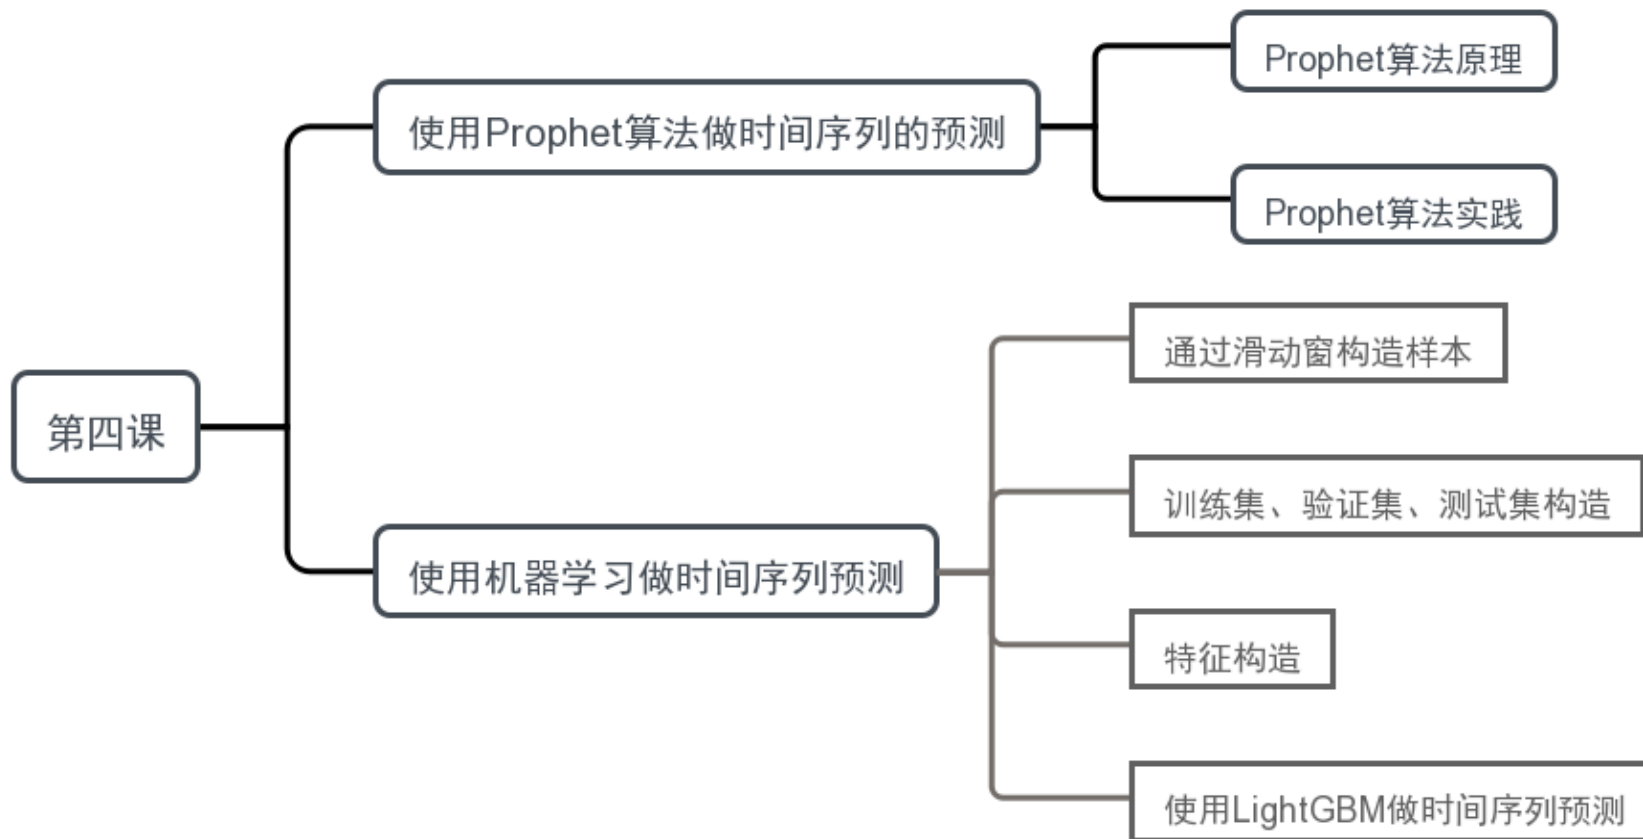 第四课
使用Prophet算法做时间序列的预测
Prophet算法原理
Prophet算法实践
使用机器学习做时间序列预测
通过滑动窗构造样本
训练集、验证集、测试集构造
特征构造
使用LightGBM做时间序列预测